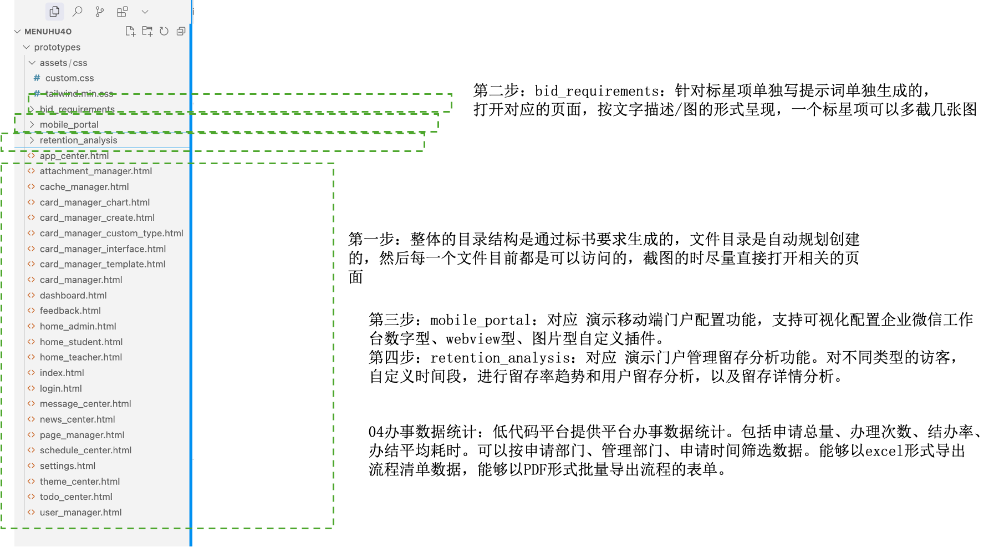 MENUHU40
prototypes
assets/css
# custom.css
# tailwind.min.css
bid_requirements
mobile_portal
retention_analysis
app_center.html
attachment_manager.html
cache_manager.html
card_manager_chart.html
card_manager_create.html
card_manager_custom_type.html
card_manager_interface.html
card_manager_template.html
card_manager.html
dashboard.html
feedback.html
home_admin.html
home_student.html
home_teacher.html
index.html
login.html
message_center.html
news_center.html
page_manager.html
schedule_center.html
settings.html
theme_center.html
todo_center.html
user_manager.html
第二步：bid_requirements：针对标星项单独写提示词单独生成的，
打开对应的页面，按文字描述/图的形式呈现，一个标星项可以多截几张图
第一步：整体的目录结构是通过标书要求生成的，文件目录是自动规划创建
的，然后每一个文件目前都是可以访问的，截图的时尽量直接打开相关的页
面
第三步：mobile_portal：对应 演示移动端门户配置功能，支持可视化配置企业微信工作
台数字型、webview型、图片型自定义插件。
第四步：retention_analysis：对应 演示门户管理留存分析功能。对不同类型的访客，
自定义时间段，进行留存率趋势和用户留存分析，以及留存详情分析。
04办事数据统计：低代码平台提供平台办事数据统计。包括申请总量、办理次数、结办率、
办结平均耗时。可以按申请部门、管理部门、申请时间筛选数据。能够以excel形式导出
流程清单数据，能够以PDF形式批量导出流程的表单。